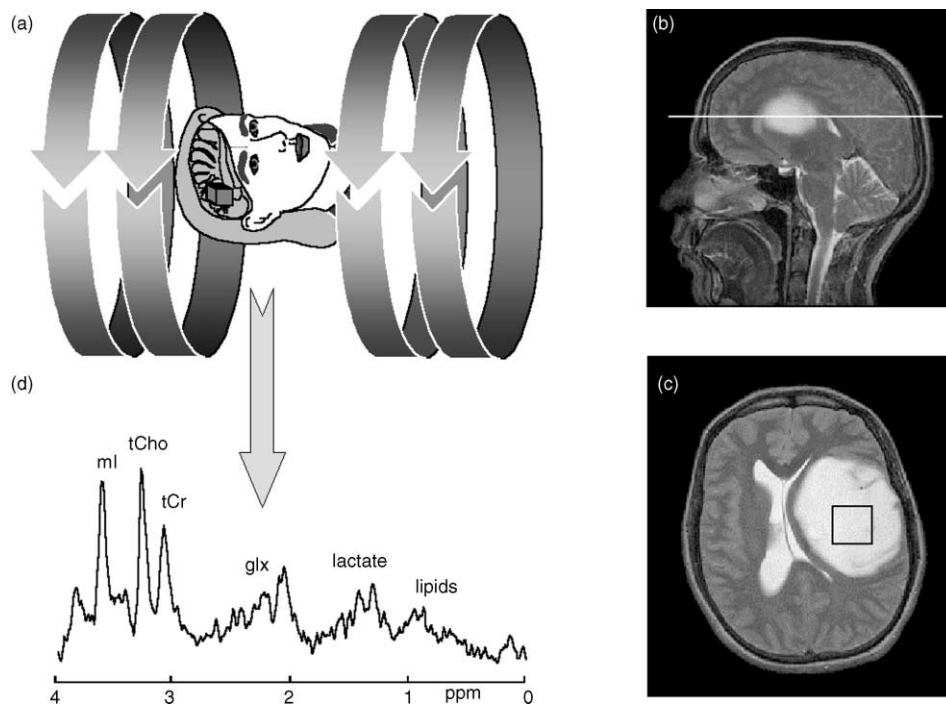 (a)
(b)
(c)
(d)
mI
tCho
tCr
glx
lactate
lipids
4 3 2 1 ppm 0